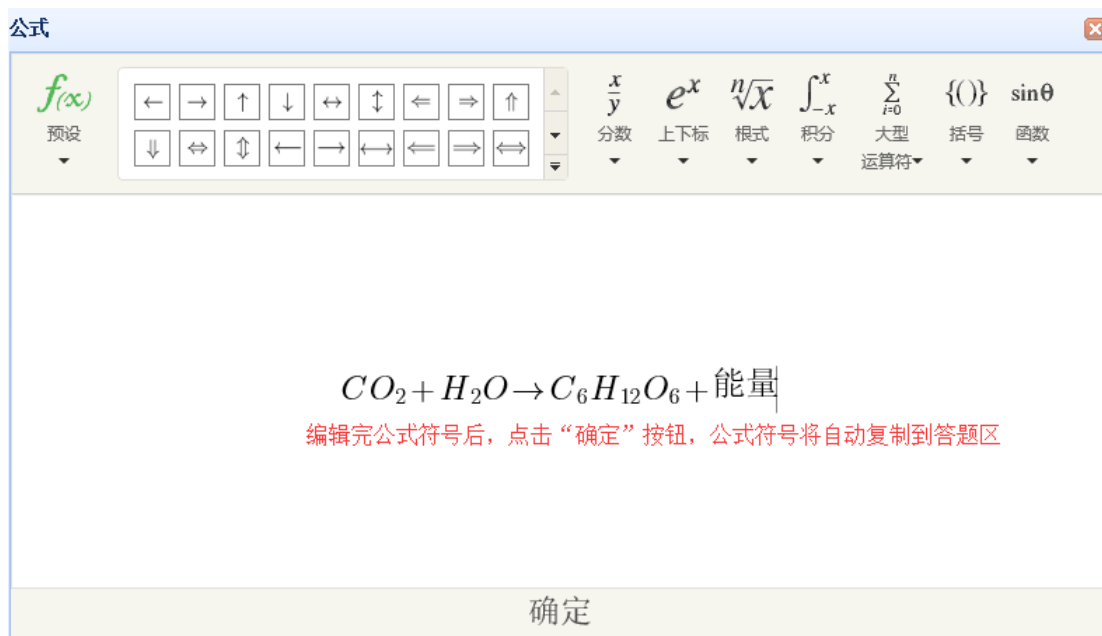 公式
f(x) x/y eˣ ⁿ√x ∫₋ₓˣ ∑ᵢ₌₀ⁿ {()} sinθ
预设 分数 上下标 根式 积分 大型 括号 函数
运算符
CO₂+H₂O→C₆H₁₂O₆+能量
编辑完公式符号后，点击“确定”按钮，公式符号将自动复制到答题区
确定